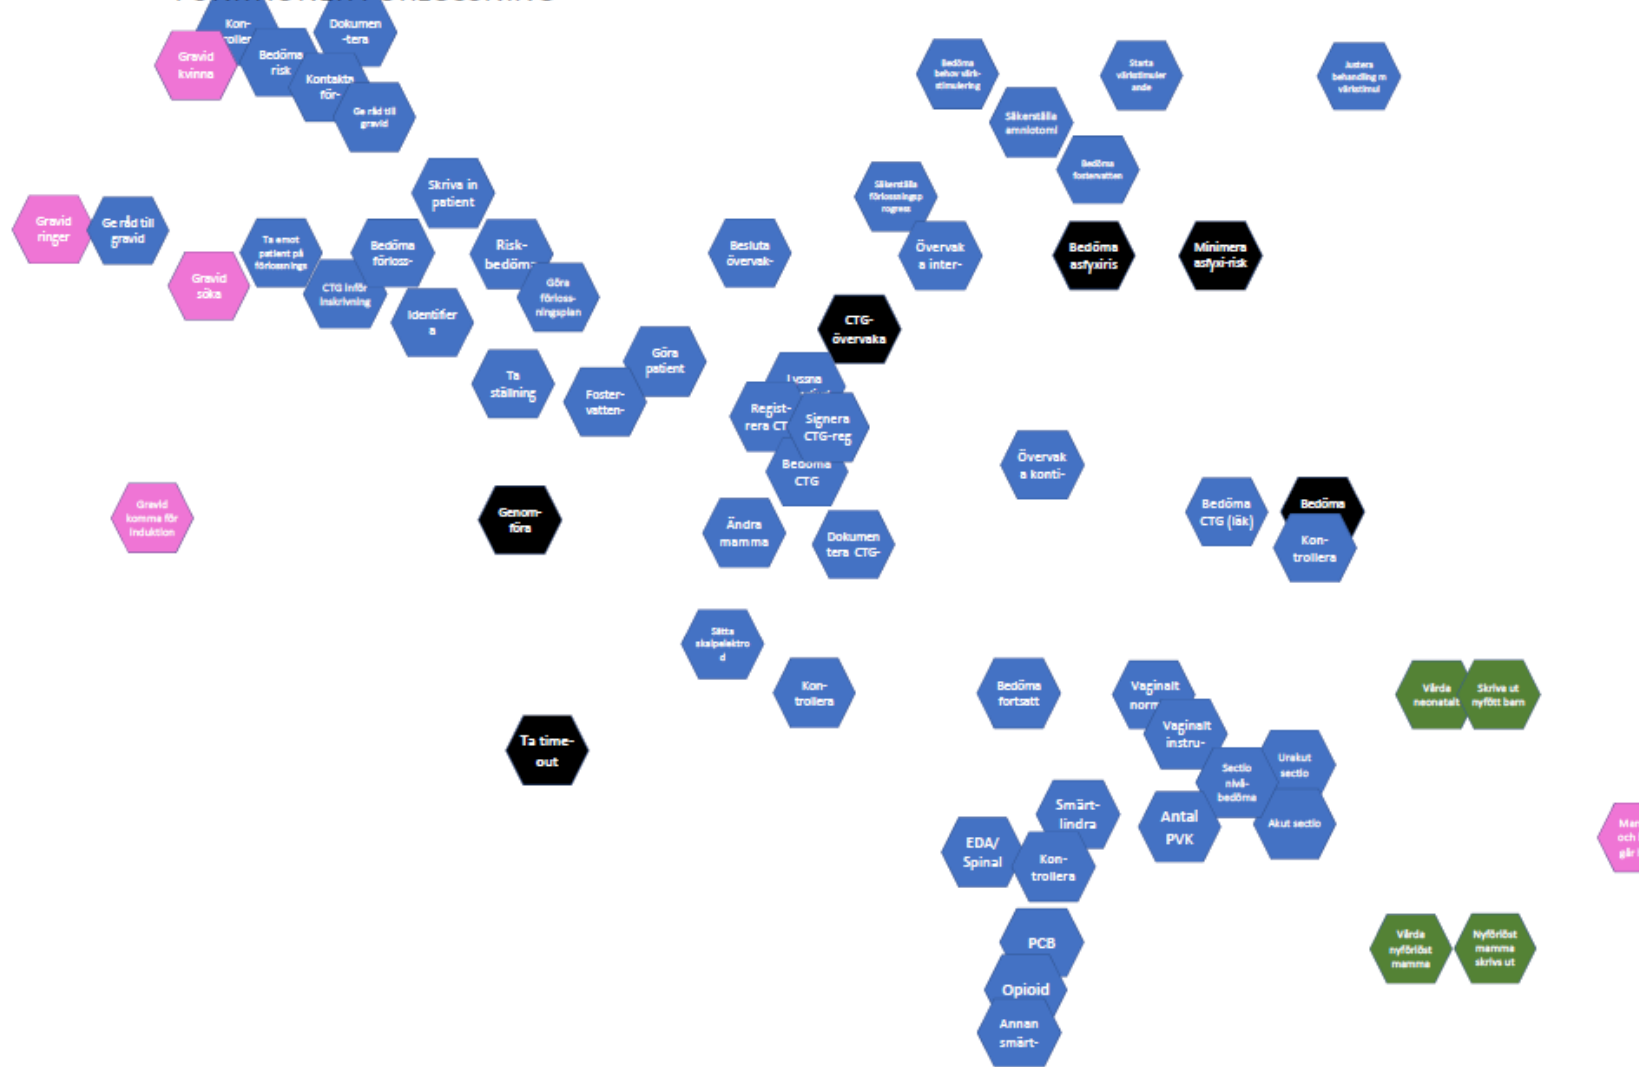 Kon-
Dokumen
-tera
Gravid
kvinna
Bedöma
risk
Kontakta
för-
Ge råd till
gravid
Bedöma
behov värk-
stimulering
Starta
värkstimuler
ande
Justera
behandling m
värkstimul
Säkerställa
amniotomi
Bedöma
fostervatten
Skriva in
patient
Säkerställa
förlossningsp
rogress
Gravid
ringer
Ge råd till
gravid
Ta emot
patient på
förlossnings
Bedöma
förloss-
Risk-
bedöma
Besluta
övervak-
Övervak
a inter-
Bedöma
asfyxiris
Minimera
asfyxi-risk
Gravid
söka
CTG inför
inskrivning
Göra
förloss-
ningsplan
Identifier
a
CTG-
övervaka
Göra
patient
Ta
ställning
Foster-
vatten-
Lyssna
Regist-
rera CT
Signera
CTG-reg
Bedöma
CTG
Övervak
a konti-
Gravid
komma för
induktion
Genom-
föra
Ändra
mamma
Dokumen
tera CTG-
Bedöma
CTG (läk)
Bedöma
Kon-
trollera
Sätta
skalpelektro
d
Kon-
trollera
Bedöma
fortsatt
Vaginalt
norm
Vaginalt
instru-
Vårda
neonatalt
Skriva ut
nyfött barn
Ta time-
out
Sectio
nivå-
bedöma
Urakut
sectio
Smärt-
lindra
Antal
PVK
Akut sectio
EDA/
Spinal
Kon-
trollera
PCB
Opioid
Annan
smärt-
Vårda
nyförlöst
mamma
Nyförlöst
mamma
skrivs ut
och
går